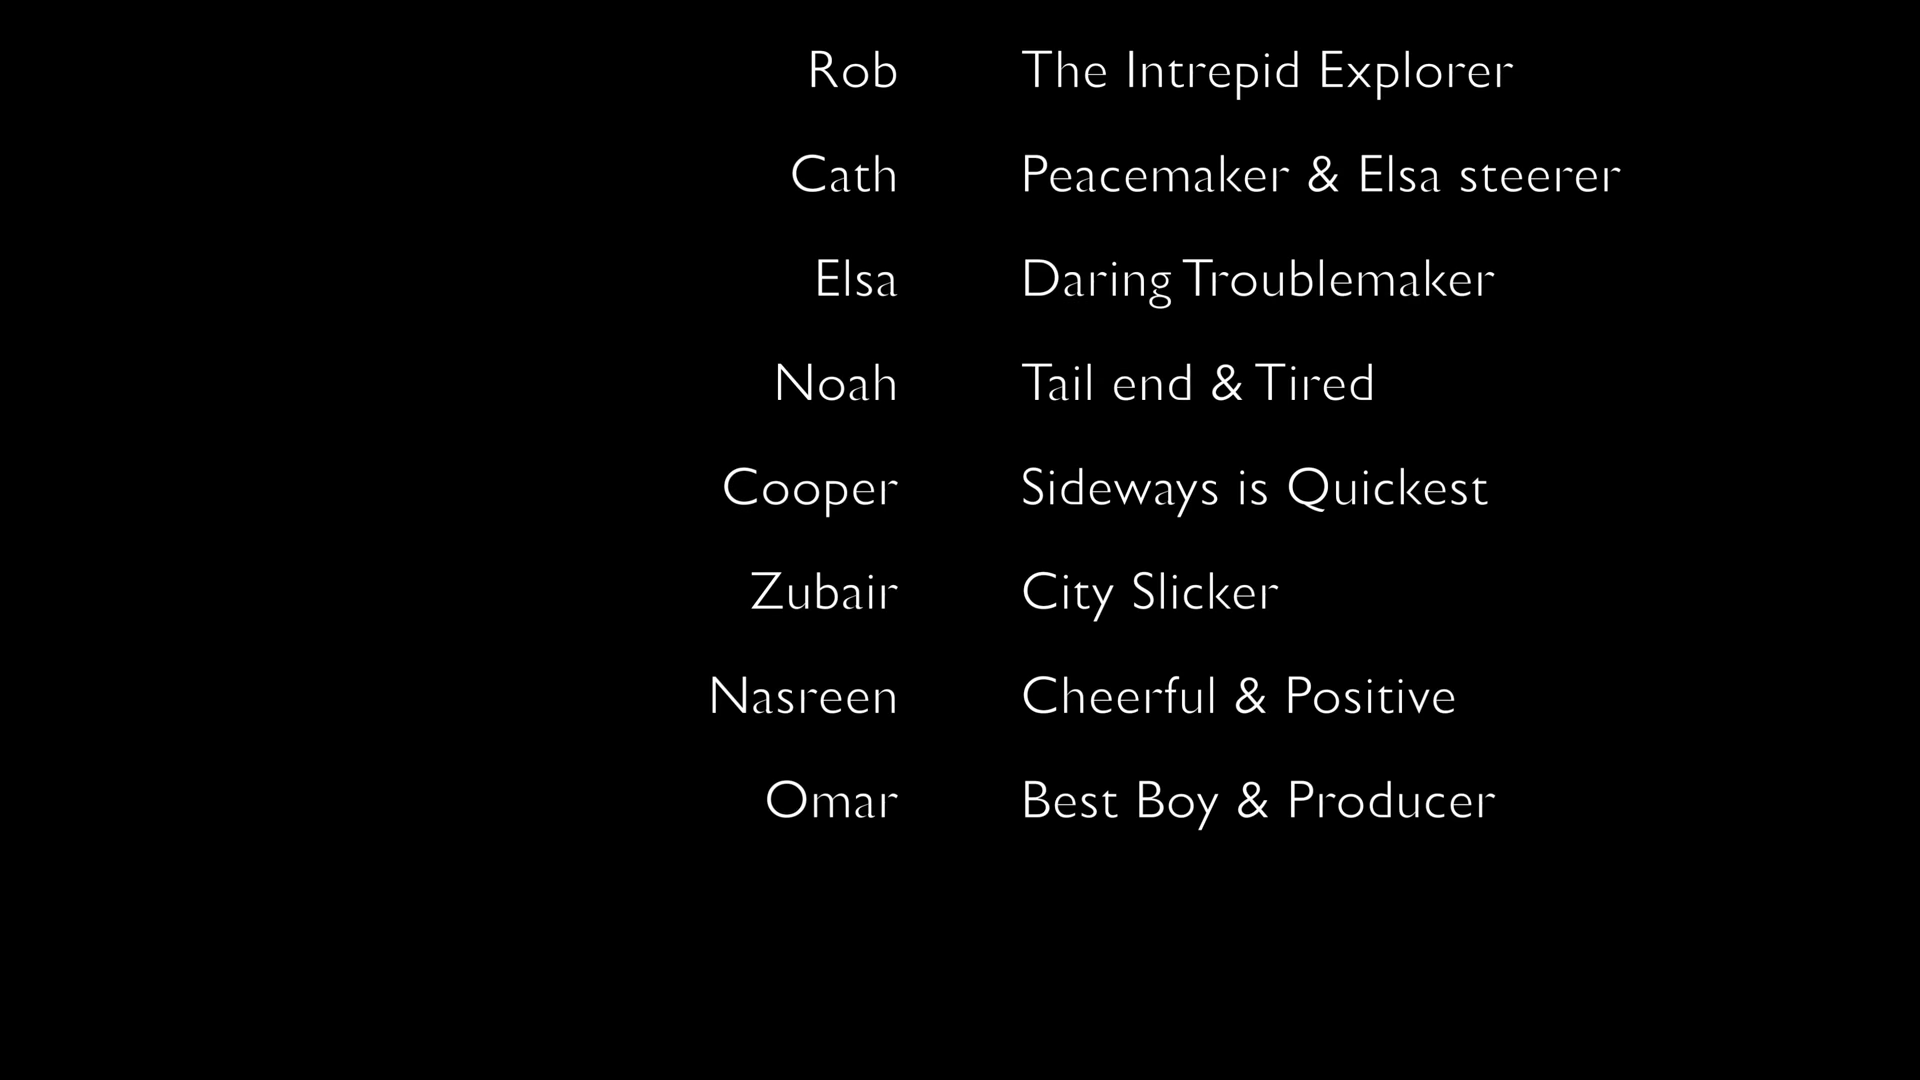 Rob The Intrepid Explorer
Cath Peacemaker & Elsa steerer
Elsa Daring Troublemaker
Noah Tail end & Tired
Cooper Sideways is Quickest
Zubair City Slicker
Nasreen Cheerful & Positive
Omar Best Boy & Producer